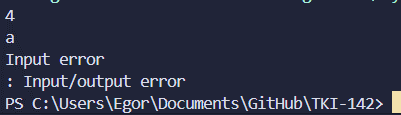 4
a
Input error
: Input/output error
PS C:\Users\Egor\Documents\GitHub\TKI-142>